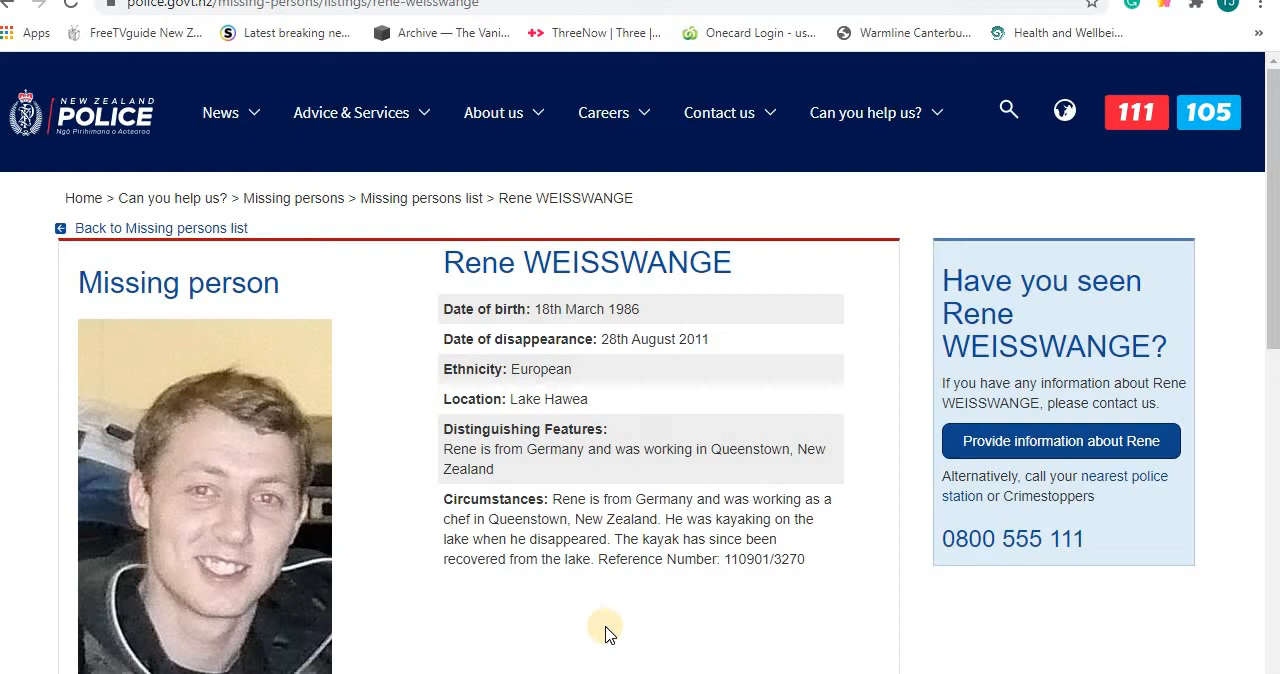 police.govt.nz/missing-persons/listings/rene-weisswange
Apps FreeTVguide New Z... Latest breaking ne... Archive — The Vani... ThreeNow | Three |... Onecard Login - us... Warmline Canterbu... Health and Wellbei... »
NEW ZEALAND
POLICE
Ngā Pirihimana o Aotearoa
News Advice & Services About us Careers Contact us Can you help us? 111 105
Home > Can you help us? > Missing persons > Missing persons list > Rene WEISSWANGE
Back to Missing persons list
Missing person
Rene WEISSWANGE
Date of birth: 18th March 1986
Date of disappearance: 28th August 2011
Ethnicity: European
Location: Lake Hawea
Distinguishing Features:
Rene is from Germany and was working in Queenstown, New
Zealand
Circumstances: Rene is from Germany and was working as a
chef in Queenstown, New Zealand. He was kayaking on the
lake when he disappeared. The kayak has since been
recovered from the lake. Reference Number: 110901/3270
Have you seen
Rene
WEISSWANGE?
If you have any information about Rene
WEISSWANGE, please contact us.
Provide information about Rene
Alternatively, call your nearest police
station or Crimestoppers
0800 555 111